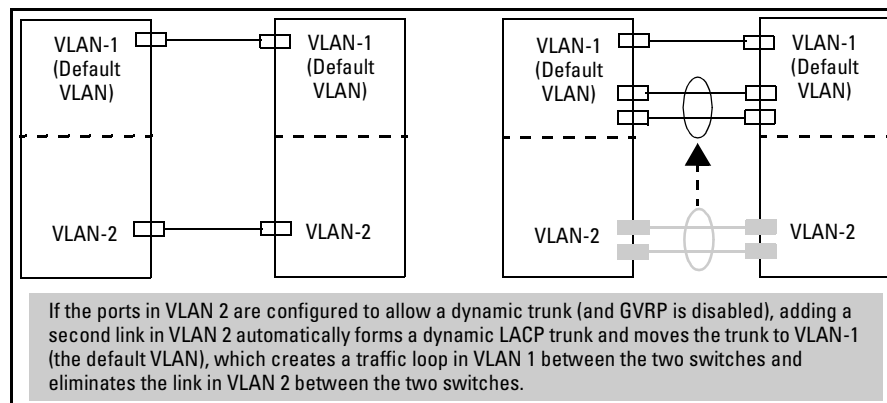 VLAN-1
(Default
VLAN)
VLAN-1
(Default
VLAN)
VLAN-2
VLAN-2
VLAN-1
(Default
VLAN)
VLAN-1
(Default
VLAN)
VLAN-2
VLAN-2
If the ports in VLAN 2 are configured to allow a dynamic trunk (and GVRP is disabled), adding a
second link in VLAN 2 automatically forms a dynamic LACP trunk and moves the trunk to VLAN-1
(the default VLAN), which creates a traffic loop in VLAN 1 between the two switches and
eliminates the link in VLAN 2 between the two switches.